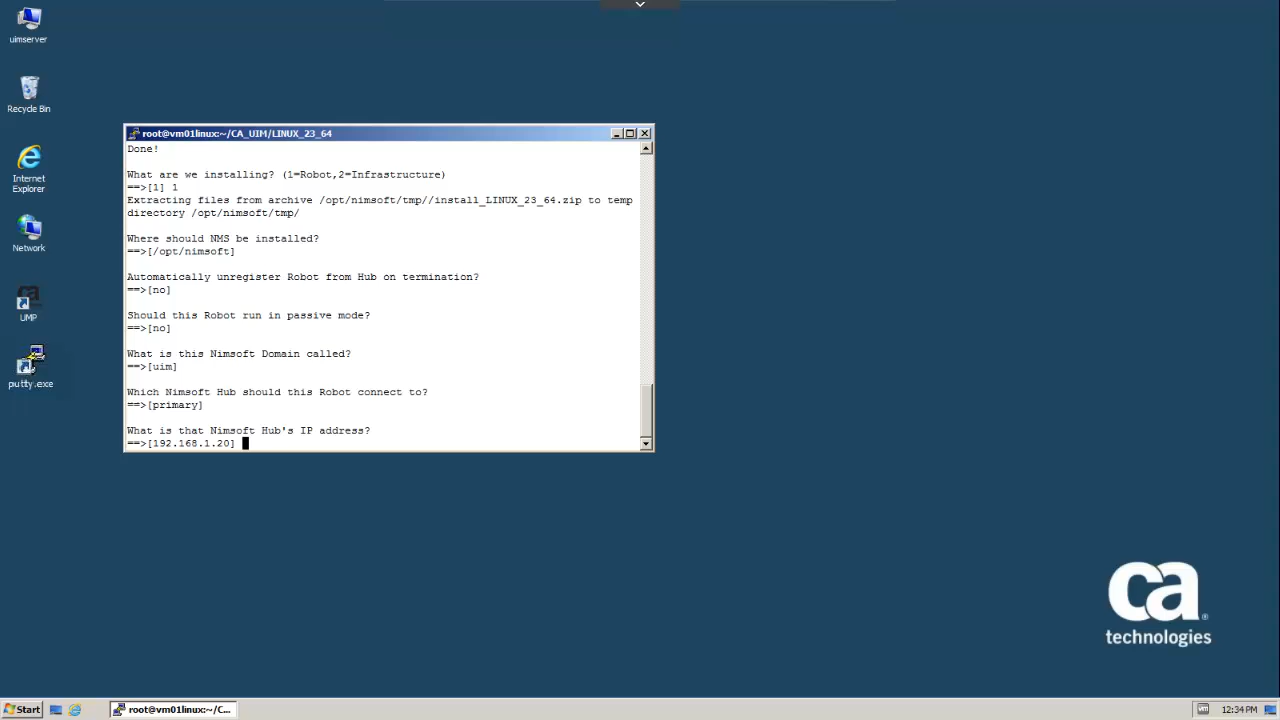 uimserver
Recycle Bin
Internet
Explorer
Network
UMP
putty.exe
root@vm01linux:~/CA_UIM/LINUX_23_64
Done!
What are we installing? (1=Robot,2=Infrastructure)
==>[1] 1
Extracting files from archive /opt/nimsoft/tmp//install_LINUX_23_64.zip to temp
directory /opt/nimsoft/tmp/
Where should NMS be installed?
==>[/opt/nimsoft]
Automatically unregister Robot from Hub on termination?
==>[no]
Should this Robot run in passive mode?
==>[no]
What is this Nimsoft Domain called?
==>[uim]
Which Nimsoft Hub should this Robot connect to?
==>[primary]
What is that Nimsoft Hub's IP address?
==>[192.168.1.20]
ca
technologies
Start
root@vm01linux:~/C...
12:34 PM